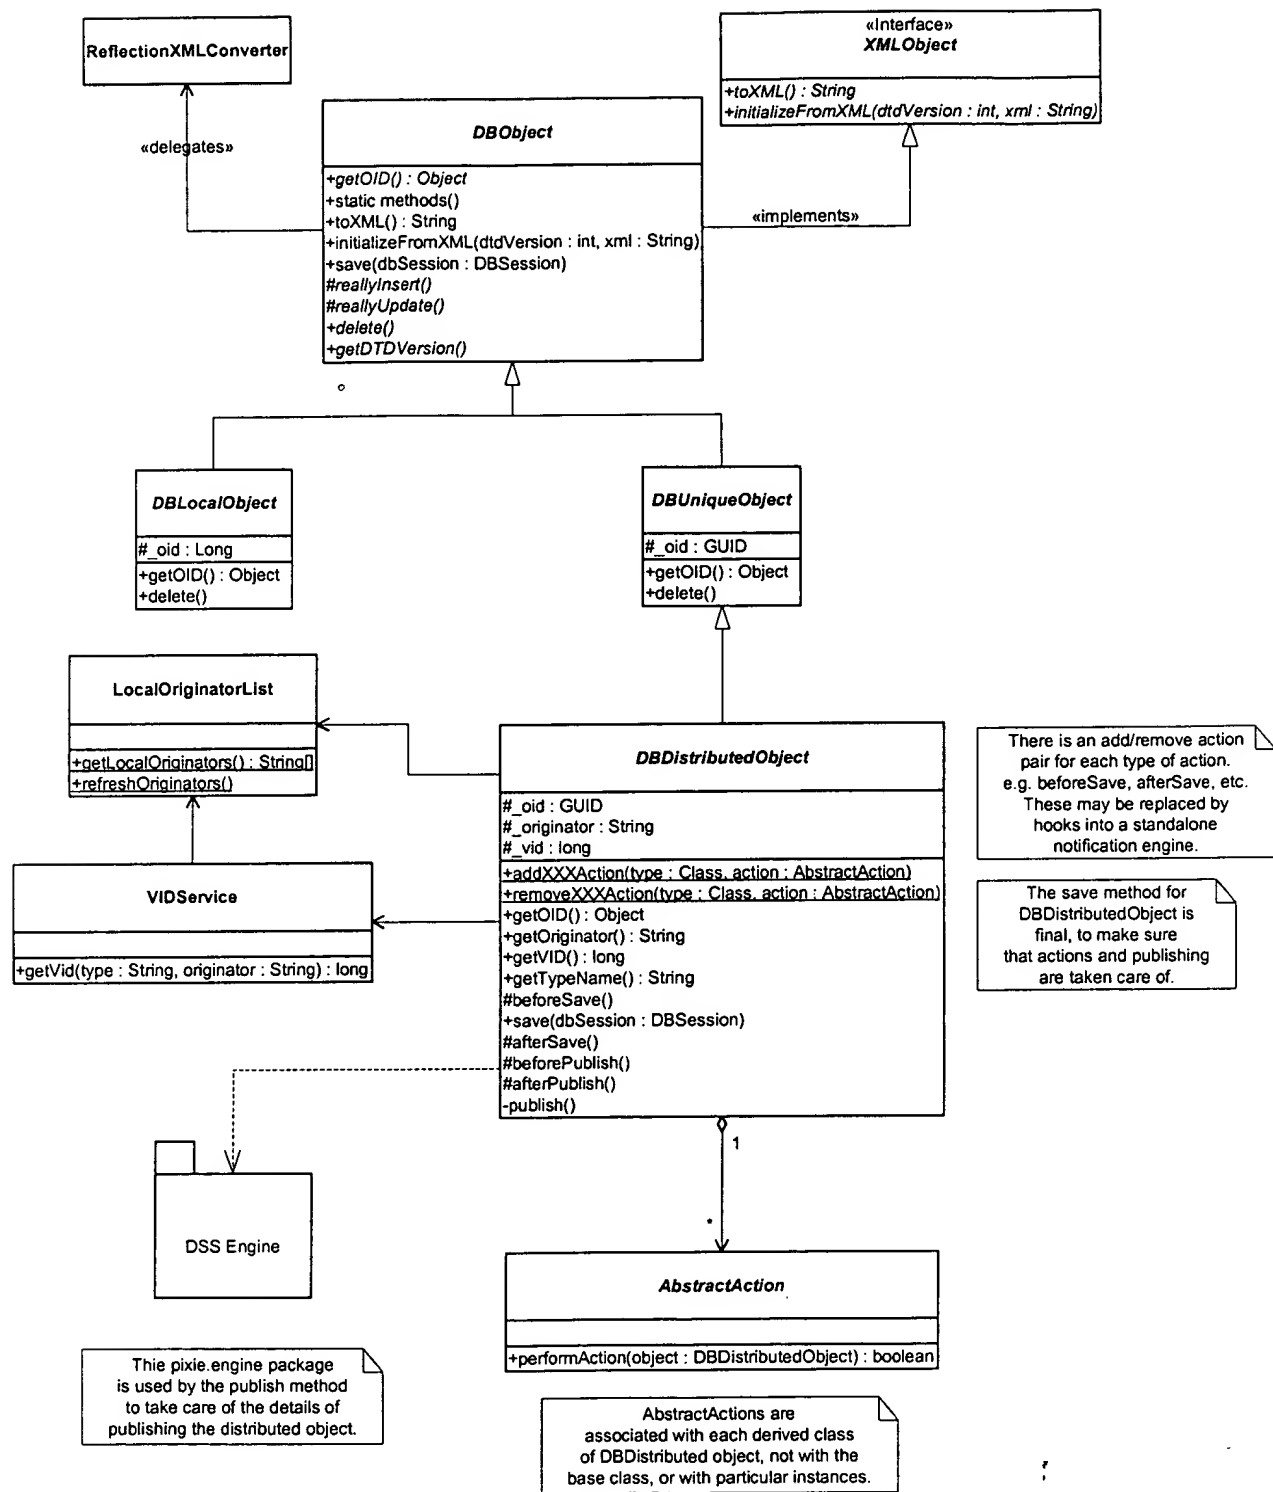 ReflectionXMLConverter
«Interface»
XMLObject
+toXML() : String
+initializeFromXML(dtdVersion : int, xml : String)
«delegates»
DBObject
+getOID() : Object
+static methods()
+toXML() : String
+initializeFromXML(dtdVersion : int, xml : String)
+save(dbSession : DBSession)
#reallyInsert()
#reallyUpdate()
+delete()
+getDTDVersion()
«implements»
DBLocalObject
#_oid : Long
+getOID() : Object
+delete()
DBUniqueObject
#_oid : GUID
+getOID() : Object
+delete()
LocalOriginatorList
+getLocalOriginators() : String[]
+refreshOriginators()
VIDService
+getVid(type : String, originator : String) : long
DBDistributedObject
#_oid : GUID
#_originator : String
#_vid : long
+addXXXAction(type : Class, action : AbstractAction)
+removeXXXAction(type : Class, action : AbstractAction)
+getOID() : Object
+getOriginator() : String
+getVID() : long
+getTypeName() : String
#beforeSave()
+save(dbSession : DBSession)
#afterSave()
#beforePublish()
#afterPublish()
-publish()
There is an add/remove action
pair for each type of action.
e.g. beforeSave, afterSave, etc.
These may be replaced by
hooks into a standalone
notification engine.
The save method for
DBDistributedObject is
final, to make sure
that actions and publishing
are taken care of.
1
*
DSS Engine
AbstractAction
+performAction(object : DBDistributedObject) : boolean
Thie pixie.engine package
is used by the publish method
to take care of the details of
publishing the distributed object.
AbstractActions are
associated with each derived class
of DBDistributed object, not with the
base class, or with particular instances.